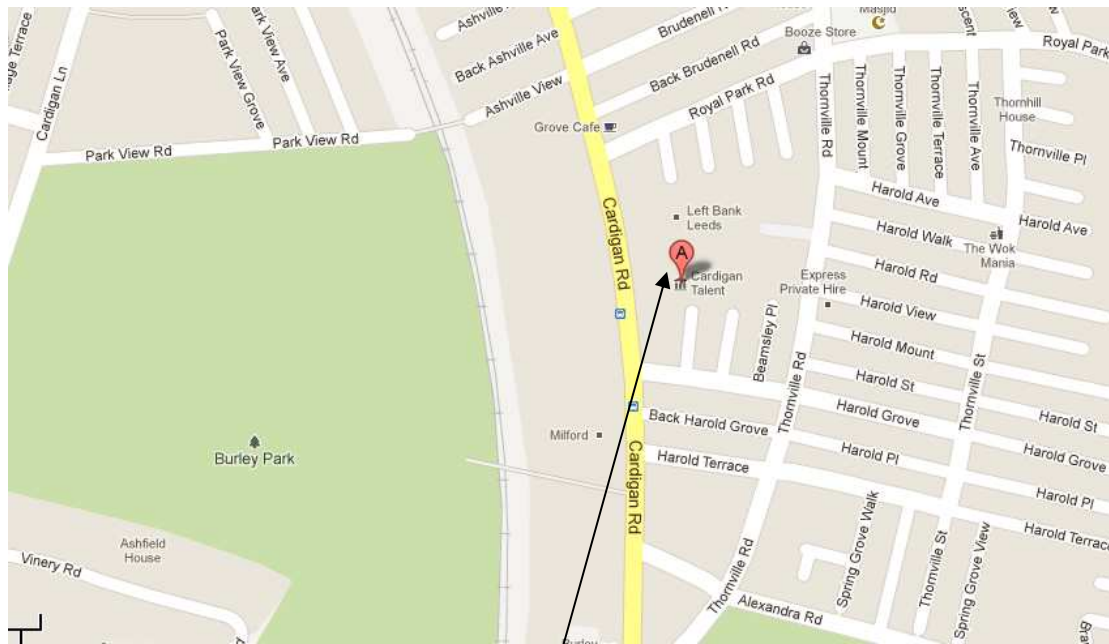 Masjid
Booze Store
Royal Park
Cardigan Ln
Park View Grove
Park View Ave
Park View Rd
Park View Rd
Ashville Ave
Back Ashville Ave
Ashville View
Brudenell Rd
Back Brudenell Rd
Royal Park Rd
Grove Cafe
Cardigan Rd
Left Bank
Leeds
A
Cardigan
Talent
Express
Private Hire
Thornville Rd
Thornville Mount
Thornville Grove
Thornville Terrace
Thornville Ave
View
Thornhill
House
Thornville Pl
Harold Ave
Harold Ave
Harold Walk
The Wok
Mania
Harold Rd
Harold View
Harold Mount
Harold St
Harold St
Harold Grove
Harold Grove
Back Harold Grove
Harold Pl
Harold Pl
Harold Terrace
Harold Terrace
Beamsley Pl
Thornville Rd
Thornville St
Milford
Cardigan Rd
Burley Park
Ashfield
House
Vinery Rd
Thornville Rd
Alexandra Rd
Spring Grove Walk
Thornville St
Spring Grove View